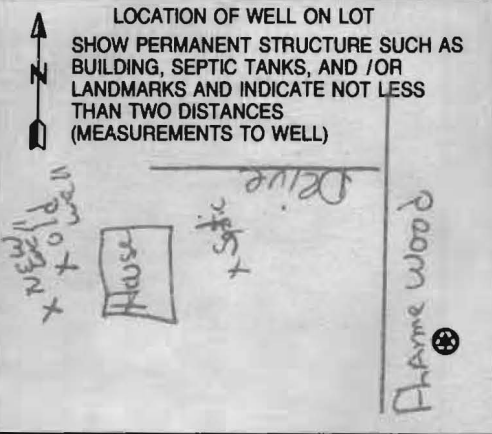 LOCATION OF WELL ON LOT
SHOW PERMANENT STRUCTURE SUCH AS
BUILDING, SEPTIC TANKS, AND /OR
LANDMARKS AND INDICATE NOT LESS
THAN TWO DISTANCES
(MEASUREMENTS TO WELL)
N
Drive
x NEW well
x old well
House
x Septic
Wood